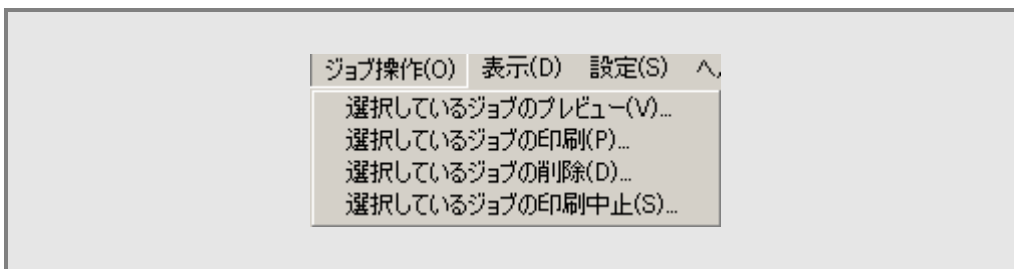 ジョブ操作(O) 表示(D) 設定(S) ヘ
選択しているジョブのプレビュー(V)...
選択しているジョブの印刷(P)...
選択しているジョブの削除(D)...
選択しているジョブの印刷中止(S)...